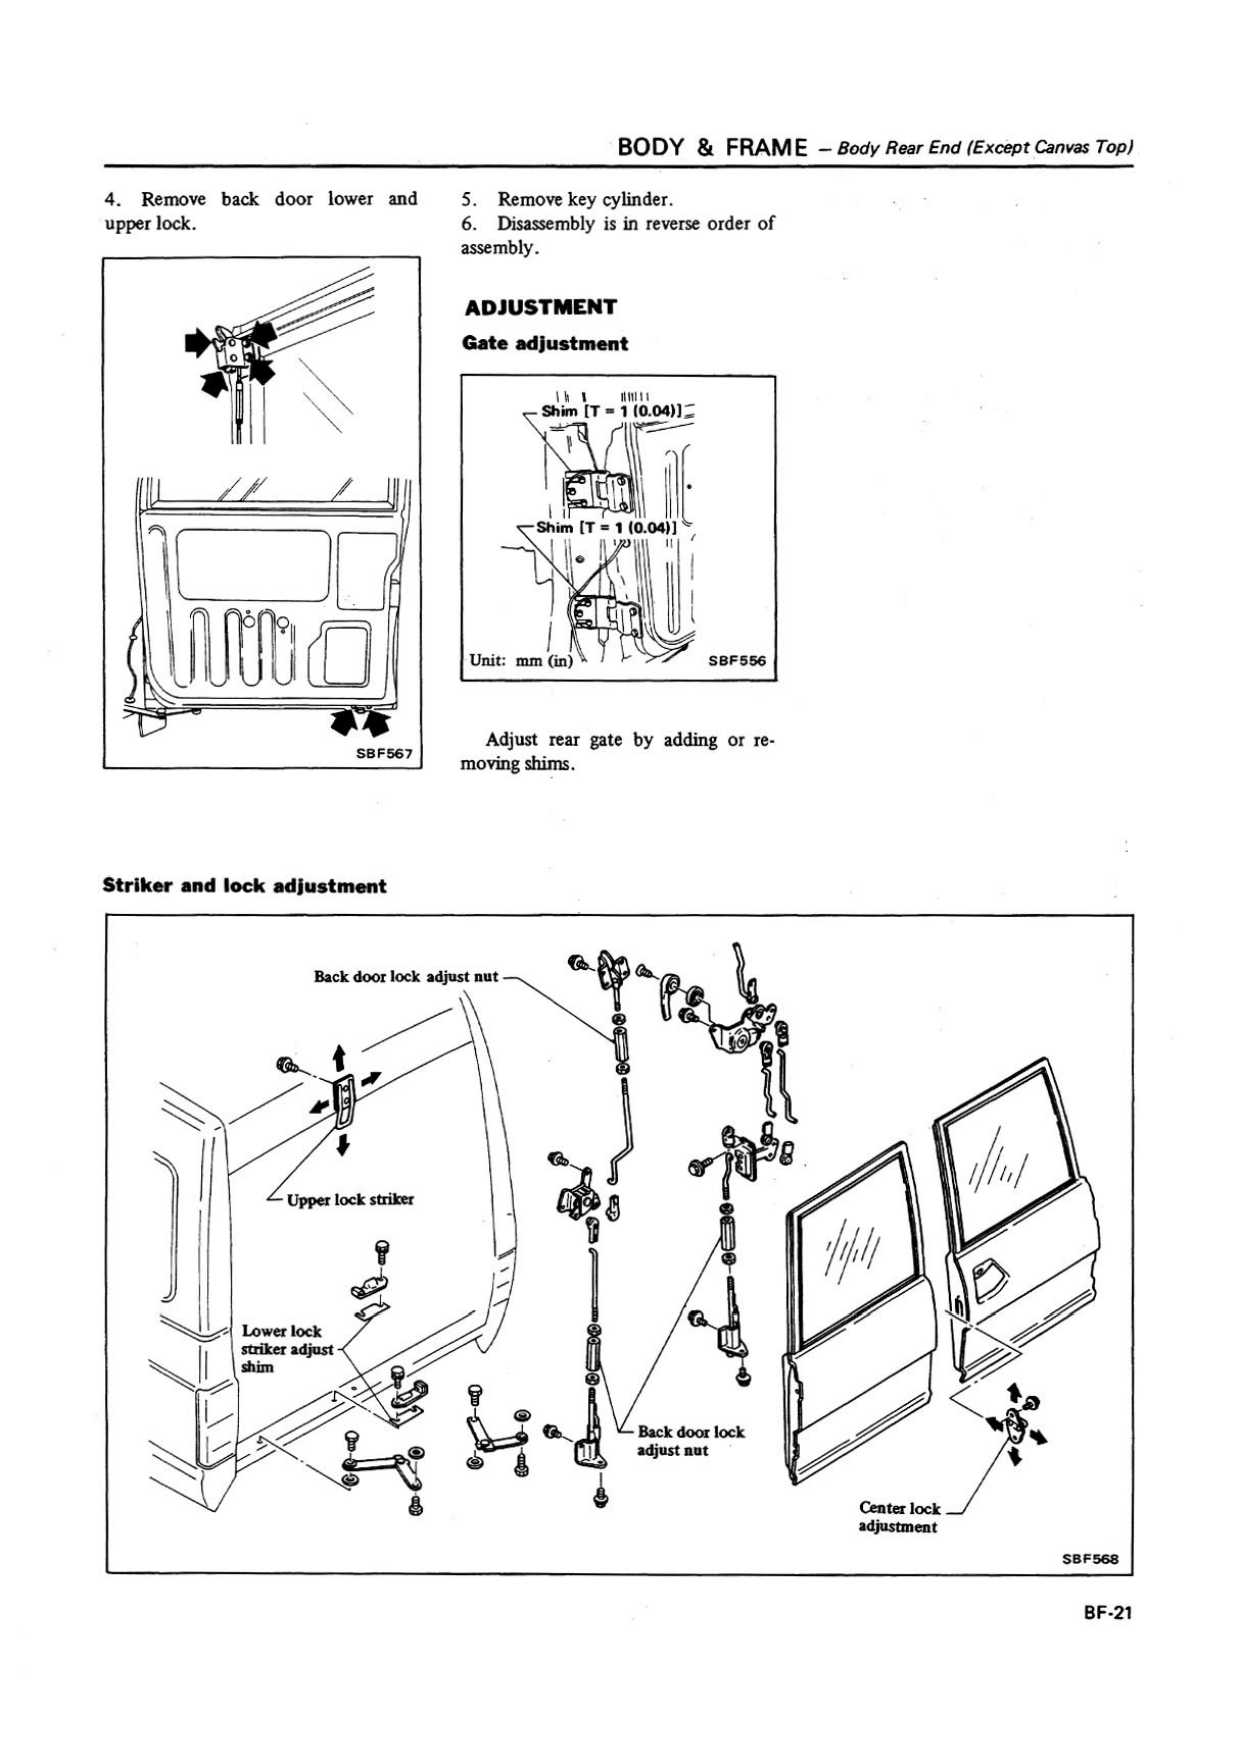 BODY & FRAME — Body Rear End (Except Canvas Top)
4. Remove back door lower and
upper lock.
SBF567
5. Remove key cylinder.
6. Disassembly is in reverse order of
assembly.
ADJUSTMENT
Gate adjustment
Shim [T = 1 (0.04)]
Shim [T = 1 (0.04)]
Unit: mm (in)
SBF556
Adjust rear gate by adding or re-
moving shims.
Striker and lock adjustment
Back door lock adjust nut
Upper lock striker
Lower lock
striker adjust
shim
Back door lock
adjust nut
Center lock
adjustment
SBF568
BF-21